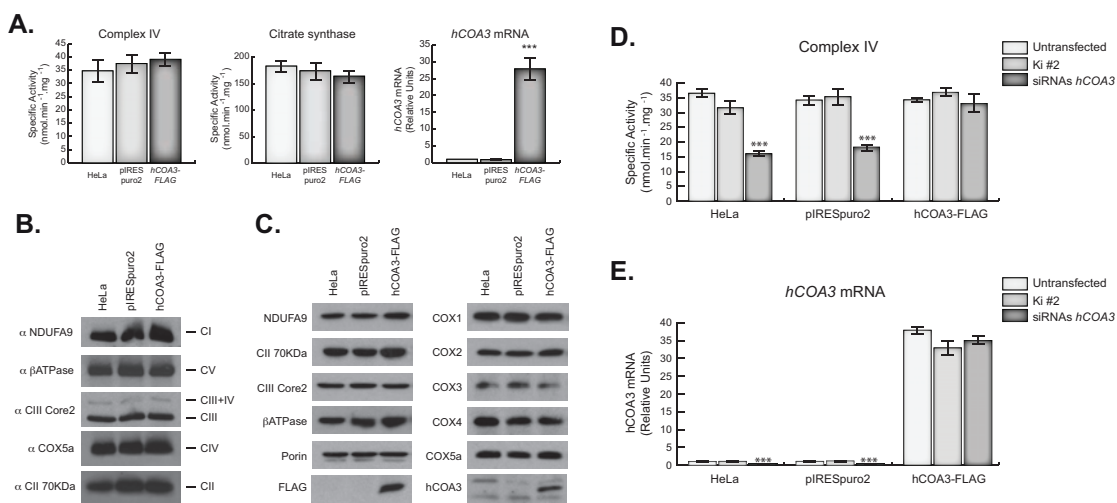 A.
Complex IV
Specific Activity
(nmol.min⁻¹.mg⁻¹)
45
40
35
30
25
20
15
10
5
0
HeLa
pIRES
puro2
hCOA3-
FLAG
Citrate synthase
Specific Activity
(nmol.min⁻¹.mg⁻¹)
200
150
100
50
0
HeLa
pIRES
puro2
hCOA3-
FLAG
hCOA3 mRNA
hCOA3 mRNA
(Relative Units)
35
30
25
20
15
10
5
0
***
HeLa
pIRES
puro2
hCOA3-
FLAG
B.
HeLa
pIRESpuro2
hCOA3-FLAG
α NDUFA9
CI
α βATPase
CV
α CIII Core2
CIII+IV
CIII
α COX5a
CIV
α CII 70KDa
CII
C.
HeLa
pIRESpuro2
hCOA3-FLAG
NDUFA9
CII 70KDa
CIII Core2
βATPase
Porin
FLAG
HeLa
pIRESpuro2
hCOA3-FLAG
COX1
COX2
COX3
COX4
COX5a
hCOA3
D.
Complex IV
Untransfected
Ki #2
siRNAs hCOA3
Specific Activity
(nmol.min⁻¹.mg⁻¹)
45
40
35
30
25
20
15
10
5
0
***
***
HeLa
pIRESpuro2
hCOA3-FLAG
E.
hCOA3 mRNA
Untransfected
Ki #2
siRNAs hCOA3
hCOA3 mRNA
(Relative Units)
40
35
30
25
20
15
10
5
0
***
***
HeLa
pIRESpuro2
hCOA3-FLAG